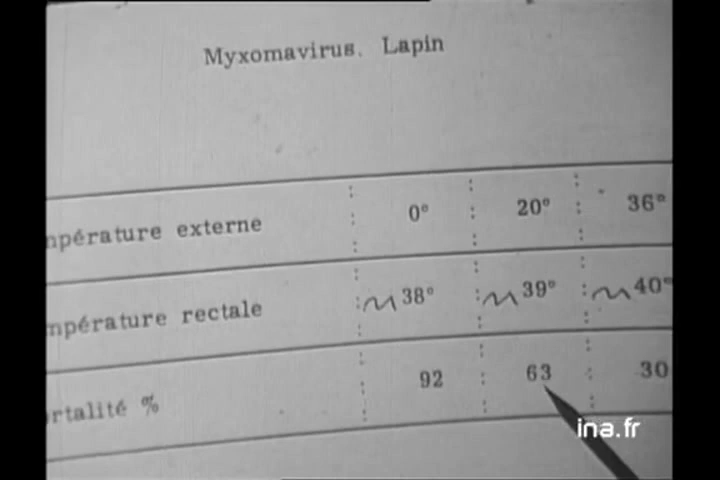 Myxomavirus. Lapin
mpérature externe 0° 20° 36°
mpérature rectale ~38° ~39° ~40°
rtalité % 92 63 30
ina.fr